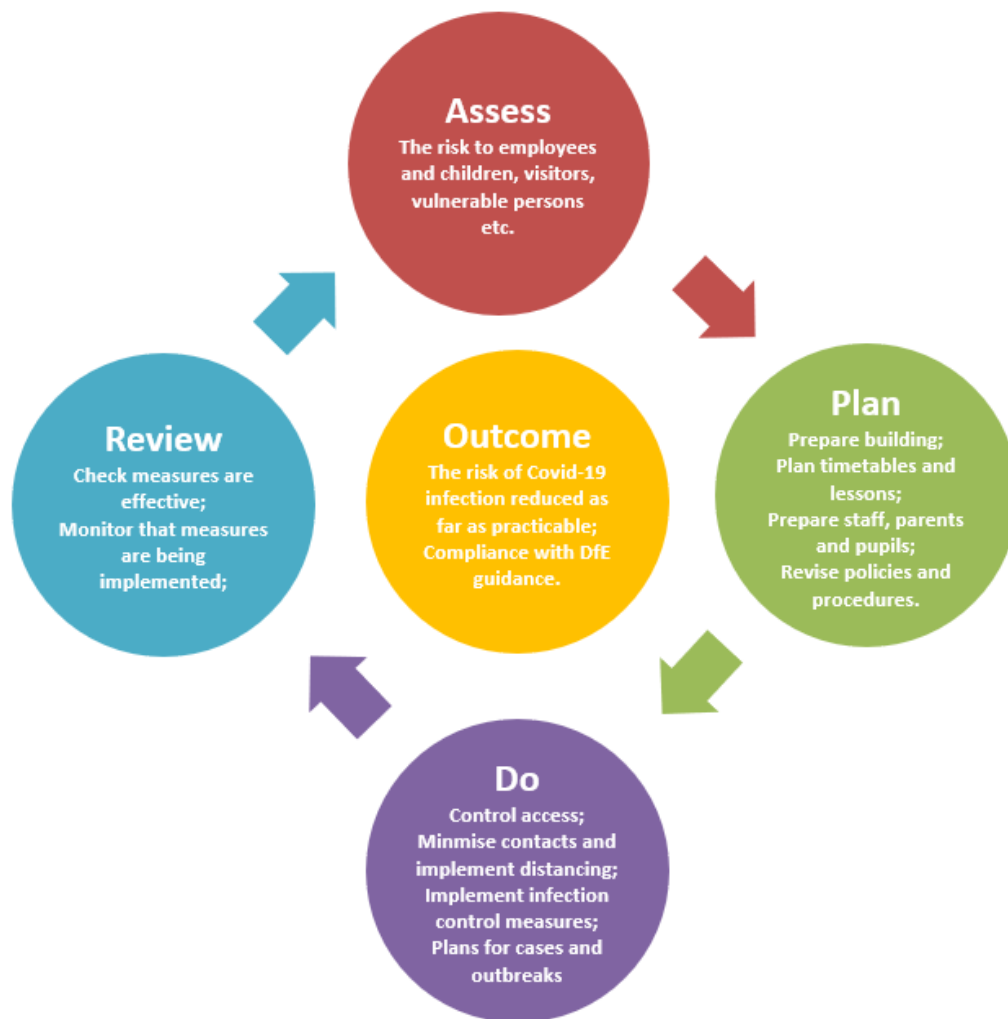 Assess
The risk to employees
and children, visitors,
vulnerable persons
etc.
Plan
Prepare building;
Plan timetables and
lessons;
Prepare staff, parents
and pupils;
Revise policies and
procedures.
Do
Control access;
Minmise contacts and
implement distancing;
Implement infection
control measures;
Plans for cases and
outbreaks
Review
Check measures are
effective;
Monitor that measures
are being
implemented;
Outcome
The risk of Covid-19
infection reduced as
far as practicable;
Compliance with DfE
guidance.